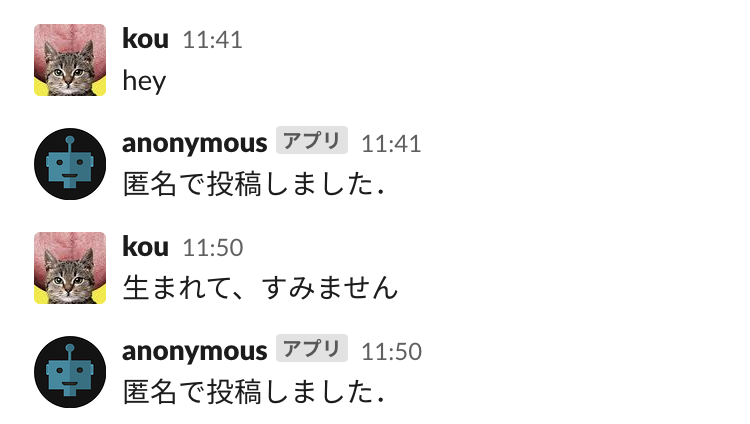 kou 11:41
hey
anonymous アプリ 11:41
匿名で投稿しました.
kou 11:50
生まれて、すみません
anonymous アプリ 11:50
匿名で投稿しました.